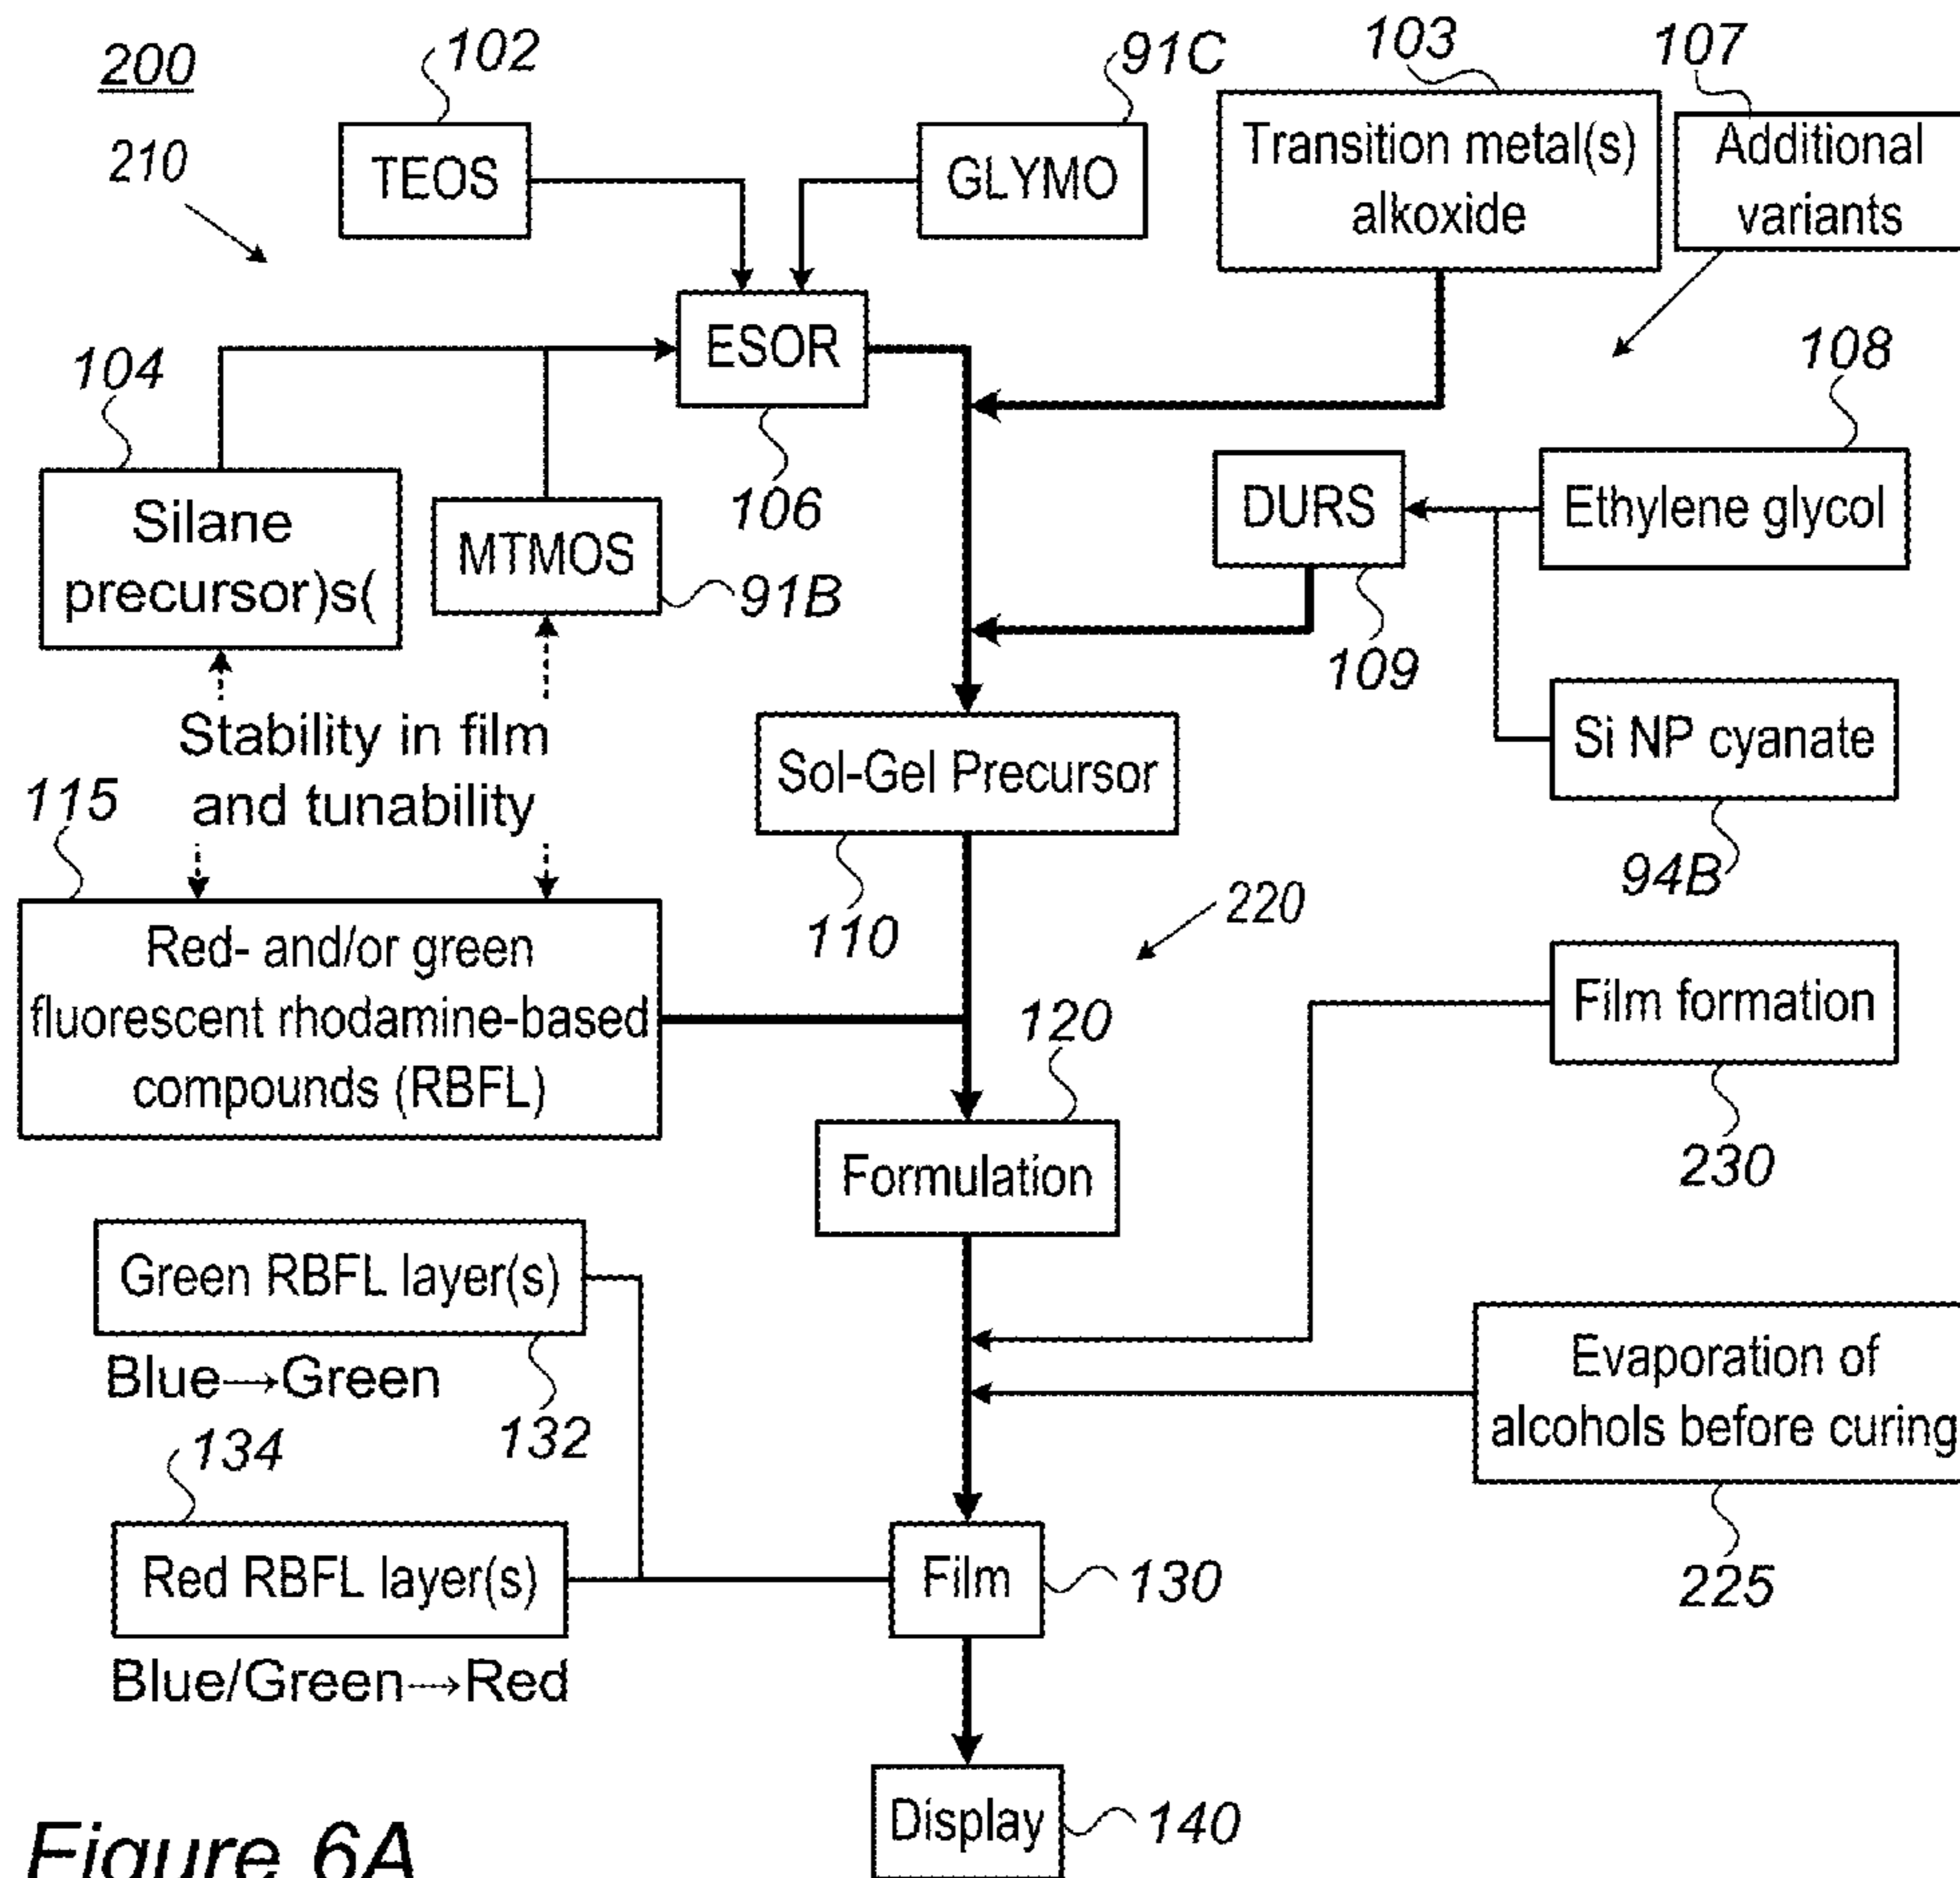 200
102
91C
103
107
210
TEOS
GLYMO
Transition metal(s)
alkoxide
Additional
variants
ESOR
104
108
106
Silane
precursor)s(
MTMOS
91B
DURS
Ethylene glycol
109
Stability in film
and tunability
Sol-Gel Precursor
Si NP cyanate
115
94B
110
220
Red- and/or green
fluorescent rhodamine-based
compounds (RBFL)
Film formation
120
230
Formulation
Green RBFL layer(s)
Blue→Green
132
Evaporation of
alcohols before curing
134
225
Red RBFL layer(s)
Film
130
Blue/Green→Red
Display
140
Figure 6A